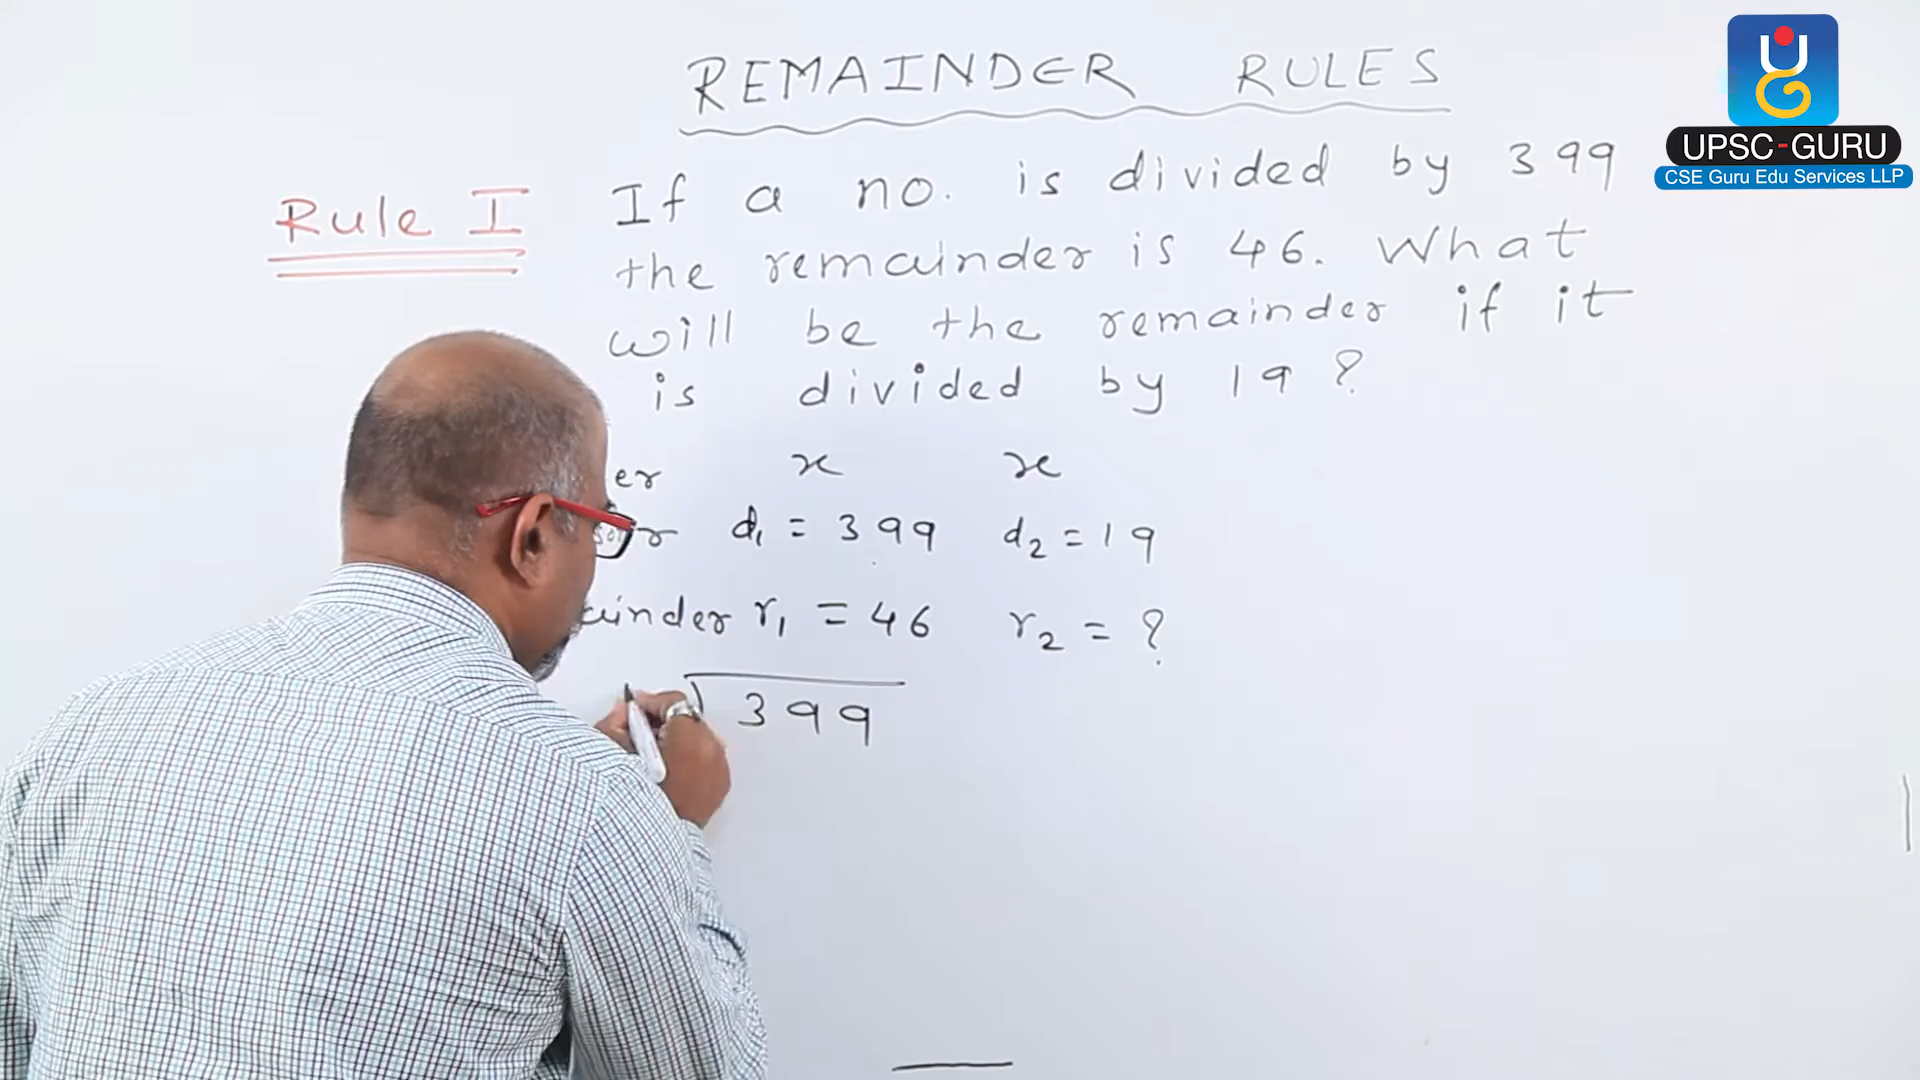 REMAINDER RULES
UPSC-GURU
CSE Guru Edu Services LLP
Rule I If a no. is divided by 399
the remainder is 46. What
will be the remainder if it
is divided by 19?
er x x
r d₁ = 399 d₂ = 19
ainder r₁ = 46 r₂ = ?
399